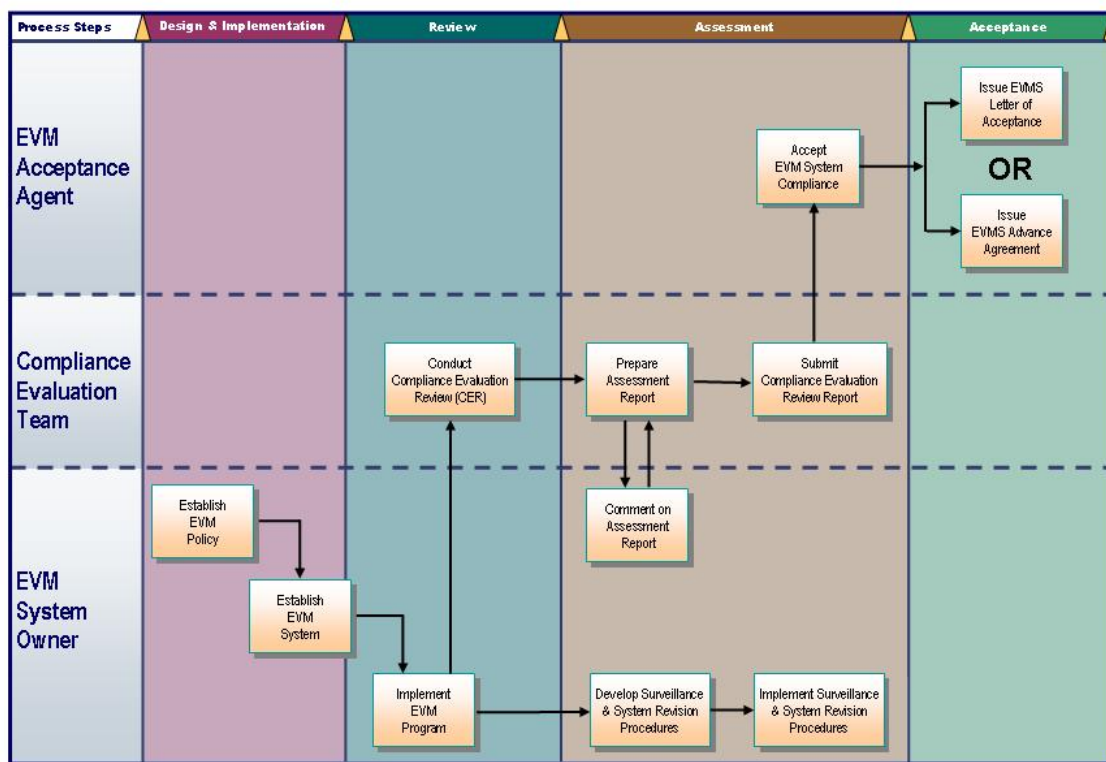 Process Steps
Design & Implementation
Review
Assessment
Acceptance
EVM
Acceptance
Agent
Accept
EVM System
Compliance
Issue EVMS
Letter of
Acceptance
OR
Issue
EVMS Advance
Agreement
Compliance
Evaluation
Team
Conduct
Compliance Evaluation
Review (CER)
Prepare
Assessment
Report
Submit
Compliance Evaluation
Review Report
EVM
System
Owner
Establish
EVM
Policy
Establish
EVM
System
Implement
EVM
Program
Comment on
Assessment
Report
Develop Surveillance
& System Revision
Procedures
Implement Surveillance
& System Revision
Procedures